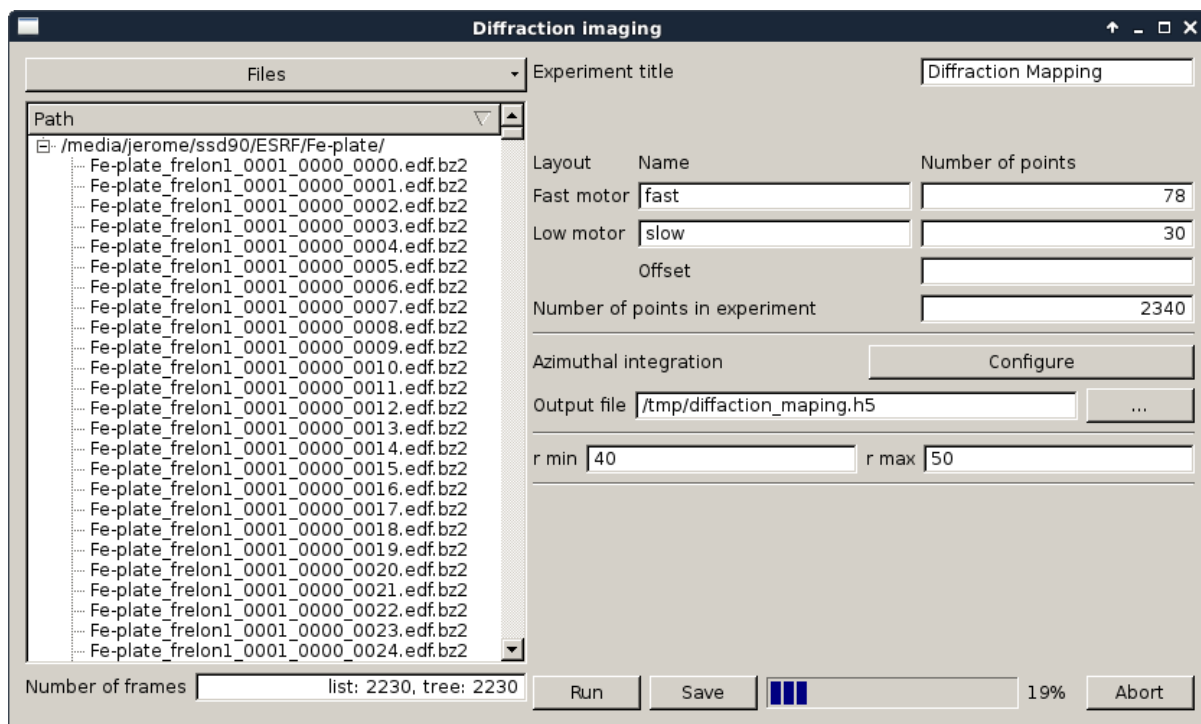 Diffraction imaging
Files
Path
/media/jerome/ssd90/ESRF/Fe-plate/
Fe-plate_frelon1_0001_0000_0000.edf.bz2
Fe-plate_frelon1_0001_0000_0001.edf.bz2
Fe-plate_frelon1_0001_0000_0002.edf.bz2
Fe-plate_frelon1_0001_0000_0003.edf.bz2
Fe-plate_frelon1_0001_0000_0004.edf.bz2
Fe-plate_frelon1_0001_0000_0005.edf.bz2
Fe-plate_frelon1_0001_0000_0006.edf.bz2
Fe-plate_frelon1_0001_0000_0007.edf.bz2
Fe-plate_frelon1_0001_0000_0008.edf.bz2
Fe-plate_frelon1_0001_0000_0009.edf.bz2
Fe-plate_frelon1_0001_0000_0010.edf.bz2
Fe-plate_frelon1_0001_0000_0011.edf.bz2
Fe-plate_frelon1_0001_0000_0012.edf.bz2
Fe-plate_frelon1_0001_0000_0013.edf.bz2
Fe-plate_frelon1_0001_0000_0014.edf.bz2
Fe-plate_frelon1_0001_0000_0015.edf.bz2
Fe-plate_frelon1_0001_0000_0016.edf.bz2
Fe-plate_frelon1_0001_0000_0017.edf.bz2
Fe-plate_frelon1_0001_0000_0018.edf.bz2
Fe-plate_frelon1_0001_0000_0019.edf.bz2
Fe-plate_frelon1_0001_0000_0020.edf.bz2
Fe-plate_frelon1_0001_0000_0021.edf.bz2
Fe-plate_frelon1_0001_0000_0022.edf.bz2
Fe-plate_frelon1_0001_0000_0023.edf.bz2
Fe-plate_frelon1_0001_0000_0024.edf.bz2
Number of frames list: 2230, tree: 2230
Experiment title Diffraction Mapping
Layout Name Number of points
Fast motor fast 78
Low motor slow 30
Offset
Number of points in experiment 2340
Azimuthal integration Configure
Output file /tmp/diffaction_maping.h5 ...
r min 40 r max 50
Run Save 19% Abort